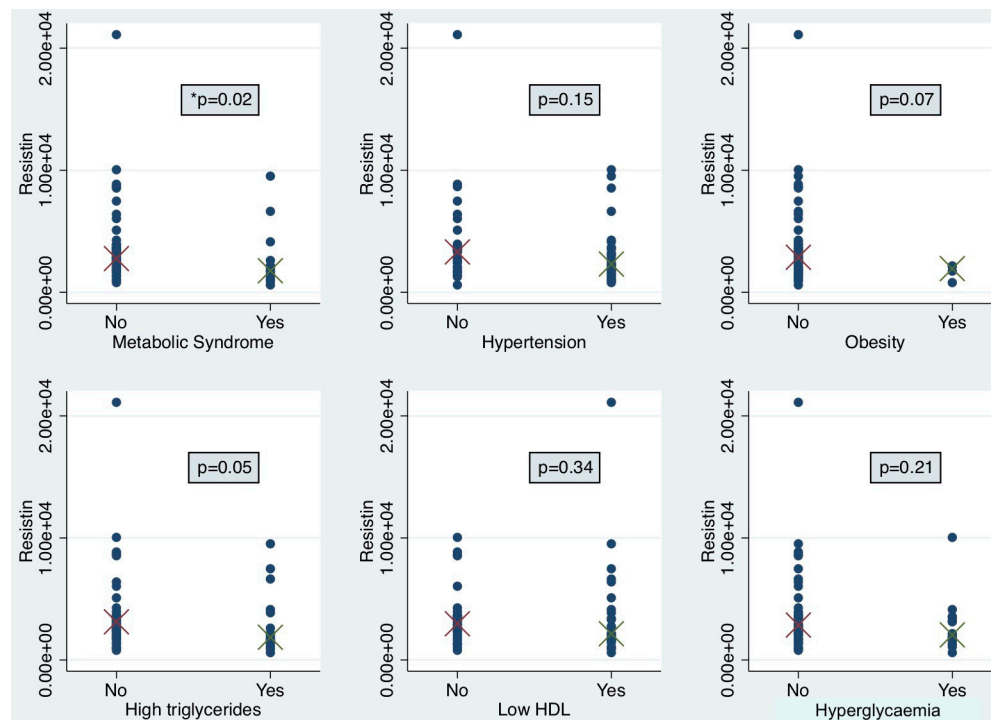 2.00e+04
1.00e+04
0.00e+00
Resistin
*p=0.02
No Yes
Metabolic Syndrome
2.00e+04
1.00e+04
0.00e+00
Resistin
p=0.15
No Yes
Hypertension
2.00e+04
1.00e+04
0.00e+00
Resistin
p=0.07
No Yes
Obesity
2.00e+04
1.00e+04
0.00e+00
Resistin
p=0.05
No Yes
High triglycerides
2.00e+04
1.00e+04
0.00e+00
Resistin
p=0.34
No Yes
Low HDL
2.00e+04
1.00e+04
0.00e+00
Resistin
p=0.21
No Yes
Hyperglycaemia